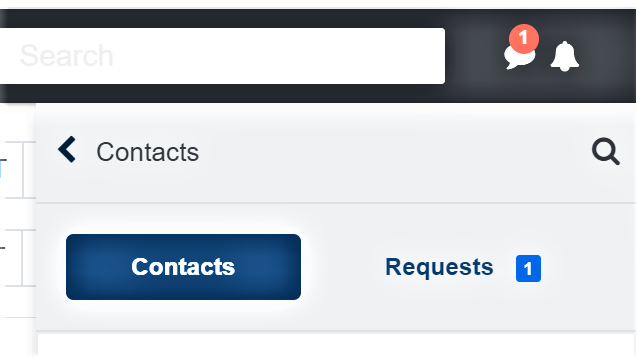 Search
1
Contacts
Contacts
Requests 1